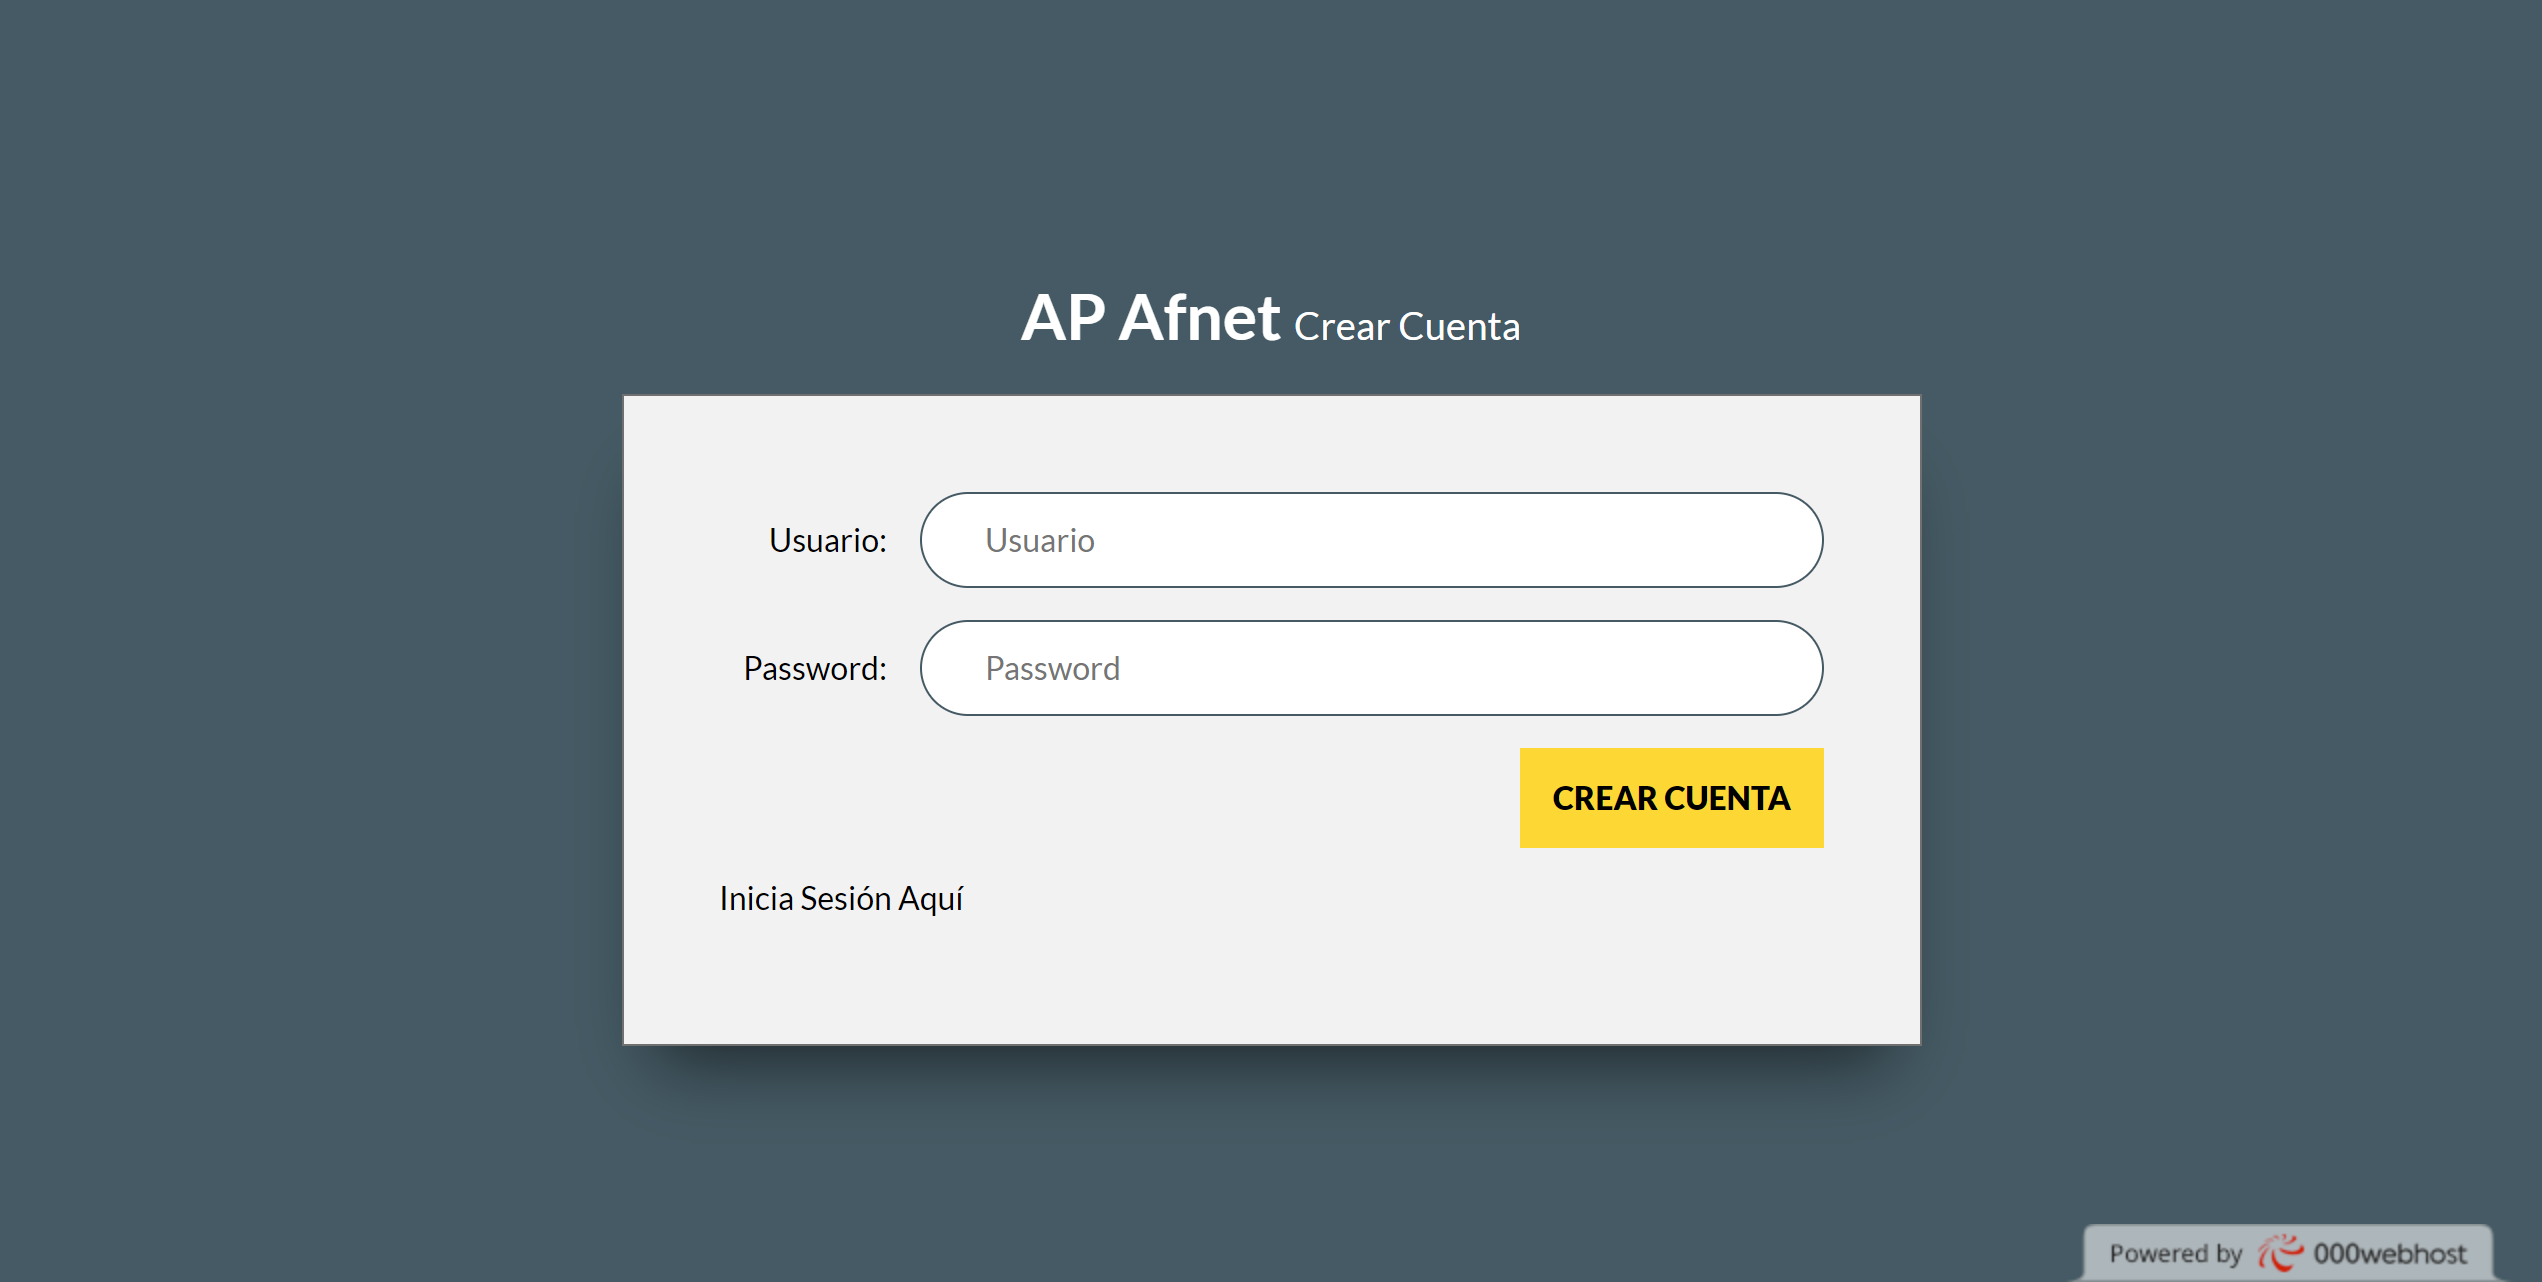 AP Afnet Crear Cuenta
Usuario: Usuario
Password: Password
CREAR CUENTA
Inicia Sesión Aquí
Powered by 000webhost